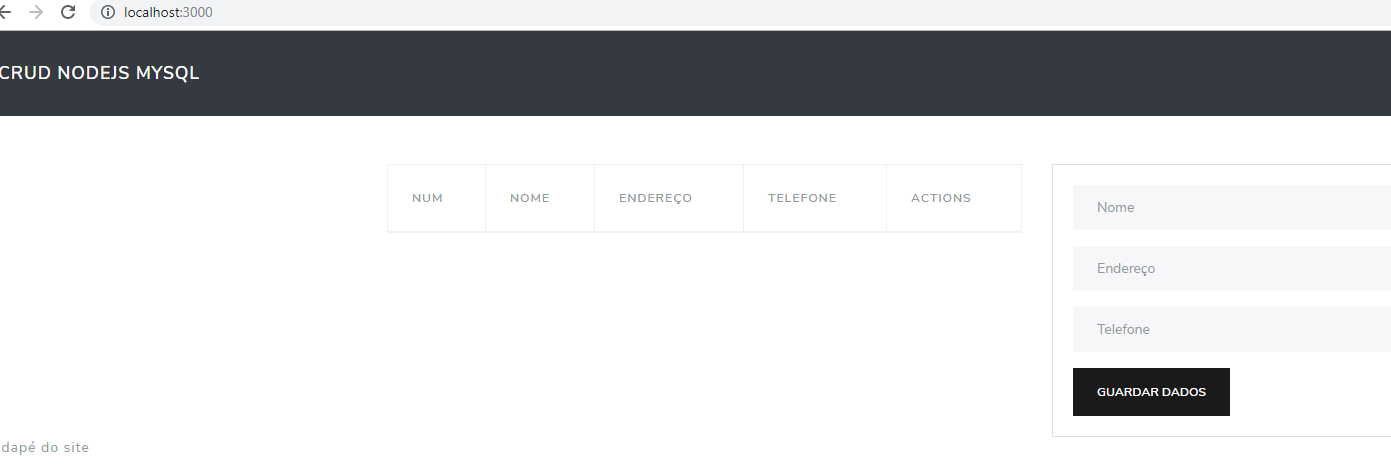 localhost:3000
CRUD NODEJS MYSQL
NUM NOME ENDEREÇO TELEFONE ACTIONS
Nome
Endereço
Telefone
GUARDAR DADOS
dapé do site